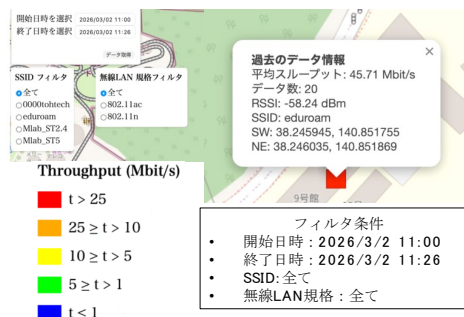 開始日時を選択 2026/03/02 11:00
終了日時を選択 2026/03/02 11:26
データ取得
SSID フィルタ
全て
0000tohtech
eduroam
Mlab_ST2.4
Mlab_ST5
無線LAN 規格フィルタ
全て
802.11ac
802.11n
Throughput (Mbit/s)
t > 25
25 ≥ t > 10
10 ≥ t > 5
5 ≥ t > 1
t < 1
過去のデータ情報
×
平均スループット: 45.71 Mbit/s
データ数: 20
RSSI: -58.24 dBm
SSID: eduroam
SW: 38.245945, 140.851755
NE: 38.246035, 140.851869
9号館
フィルタ条件
• 開始日時：2026/3/2 11:00
• 終了日時：2026/3/2 11:26
• SSID:全て
• 無線LAN規格：全て